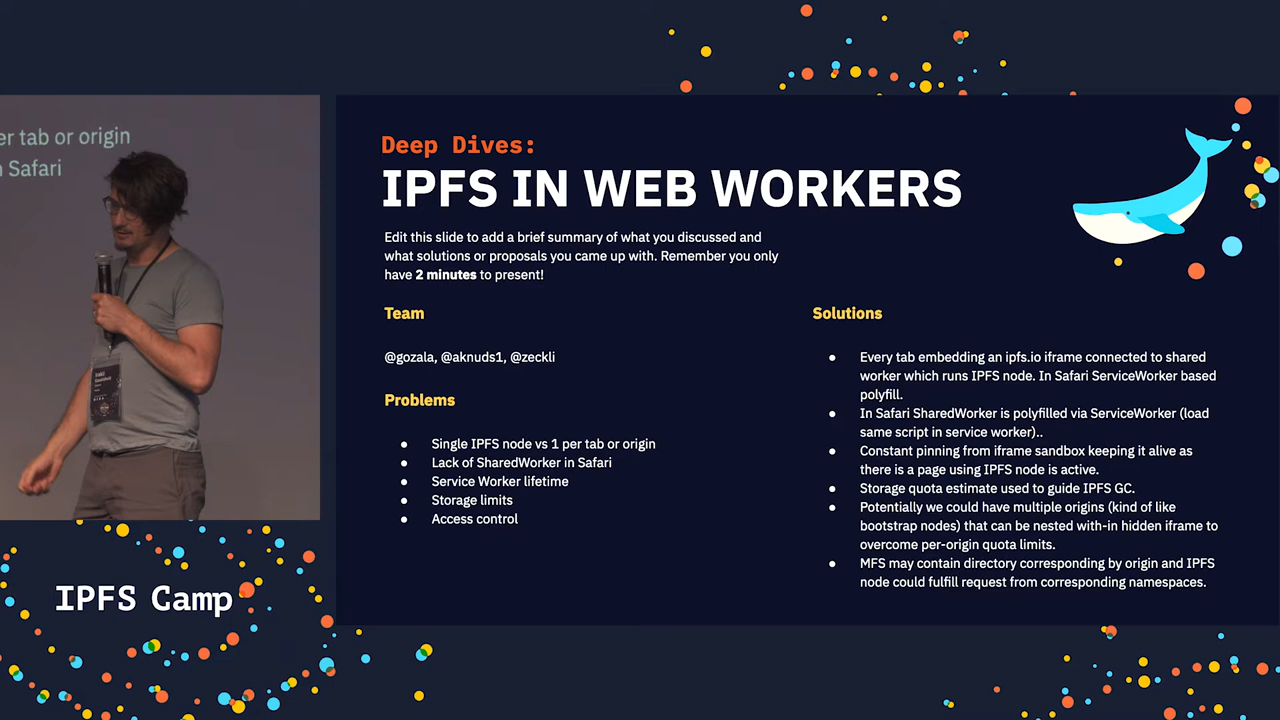 er tab or origin
Safari
Deep Dives:
IPFS IN WEB WORKERS
Edit this slide to add a brief summary of what you discussed and
what solutions or proposals you came up with. Remember you only
have 2 minutes to present!
Team
@gozala, @aknuds1, @zeckli
Problems
● Single IPFS node vs 1 per tab or origin
● Lack of SharedWorker in Safari
● Service Worker lifetime
● Storage limits
● Access control
Solutions
● Every tab embedding an ipfs.io iframe connected to shared
worker which runs IPFS node. In Safari ServiceWorker based
polyfill.
● In Safari SharedWorker is polyfilled via ServiceWorker (load
same script in service worker)..
● Constant pinning from iframe sandbox keeping it alive as
there is a page using IPFS node is active.
● Storage quota estimate used to guide IPFS GC.
● Potentially we could have multiple origins (kind of like
bootstrap nodes) that can be nested with-in hidden iframe to
overcome per-origin quota limits.
● MFS may contain directory corresponding by origin and IPFS
node could fulfill request from corresponding namespaces.
IPFS Camp